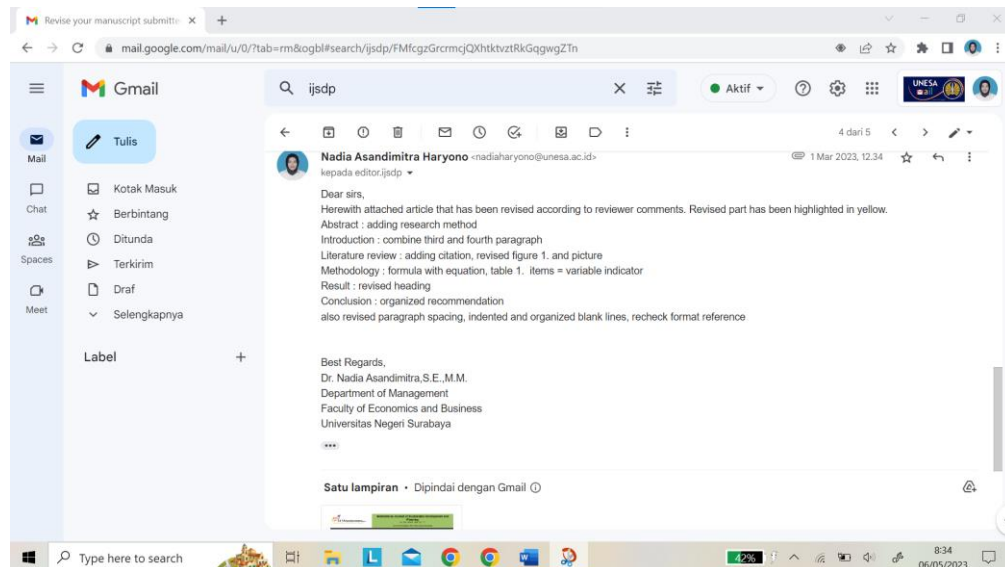 Revise your manuscript submitte
mail.google.com/mail/u/0/?tab=rm&ogbl#search/ijsdp/FMfcgzGrcrmcjQXhtktvztRkGqgwgZTn
Gmail
ijsdp
Aktif
UNESA
Tulis
4 dari 5
Mail
Chat
Spaces
Meet
Kotak Masuk
Berbintang
Ditunda
Terkirim
Draf
Selengkapnya
Label
Nadia Asandimitra Haryono <nadiaharyono@unesa.ac.id>
1 Mar 2023, 12.34
kepada editor.ijsdp
Dear sirs,
Herewith attached article that has been revised according to reviewer comments. Revised part has been highlighted in yellow.
Abstract : adding research method
Introduction : combine third and fourth paragraph
Literature review : adding citation, revised figure 1. and picture
Methodology : formula with equation, table 1. items = variable indicator
Result : revised heading
Conclusion : organized recommendation
also revised paragraph spacing, indented and organized blank lines, recheck format reference
Best Regards,
Dr. Nadia Asandimitra,S.E.,M.M.
Department of Management
Faculty of Economics and Business
Universitas Negeri Surabaya
Satu lampiran • Dipindai dengan Gmail
Type here to search
42%
8:34
06/05/2023